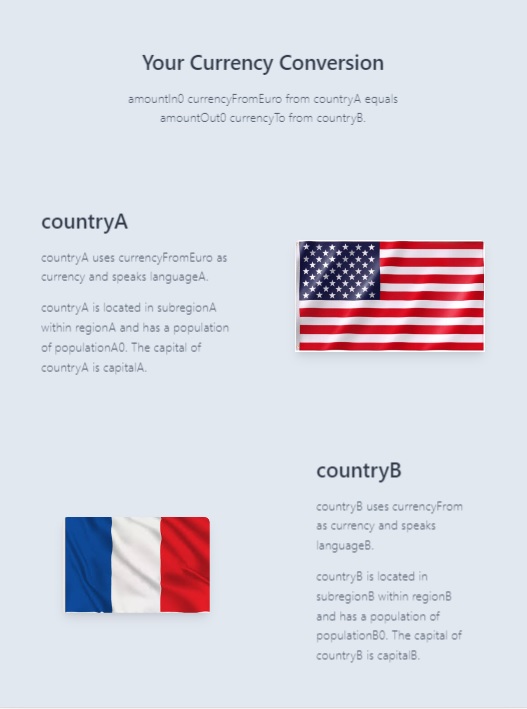 Your Currency Conversion
amountIn0 currencyFromEuro from countryA equals
amountOut0 currencyTo from countryB.
countryA
countryA uses currencyFromEuro as
currency and speaks languageA.
countryA is located in subregionA
within regionA and has a population
of populationA0. The capital of
countryA is capitalA.
countryB
countryB uses currencyFrom
as currency and speaks
languageB.
countryB is located in
subregionB within regionB
and has a population of
populationB0. The capital of
countryB is capitalB.